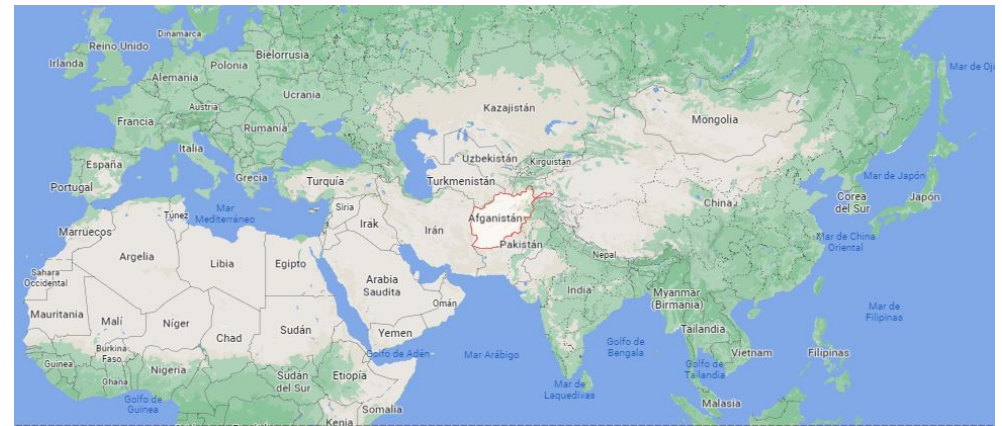 Dinamarca
Reino Unido
Irlanda
Bielorrusia
Polonia
Alemania
Ucrania
Austria
Francia
Rumanía
Italia
España
Portugal
Grecia
Turquía
Mar
Mediterráneo
Túnez
Siria
Marruecos
Irak
Irán
Kazajistán
Mongolia
Uzbekistán
Kirguistán
Turkmenistán
Afganistán
Pakistán
China
Nepal
India
Corea
del Sur
Japón
Mar de Japón
Mar de China
Oriental
Mar de Oj
Argelia
Libia
Egipto
Sahara
Occidental
Arabia
Saudita
Omán
Mauritania
Malí
Níger
Chad
Sudán
Yemen
Golfo de Adén
Mar Arábigo
Burkina
Faso
Guinea
Ghana
Nigeria
Golfo de
Guinea
Sudán
del Sur
Etiopía
Somalia
Kenia
Myanmar
(Birmania)
Tailandia
Golfo de
Bengala
Golfo de
Tailandia
Vietnam
Filipinas
Mar de
Filipinas
Mar de
Laquedivas
Malasia